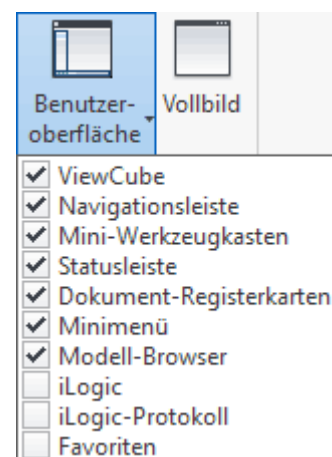 Benutzer-
oberfläche
Vollbild
ViewCube
Navigationsleiste
Mini-Werkzeugkasten
Statusleiste
Dokument-Registerkarten
Minimenü
Modell-Browser
iLogic
iLogic-Protokoll
Favoriten